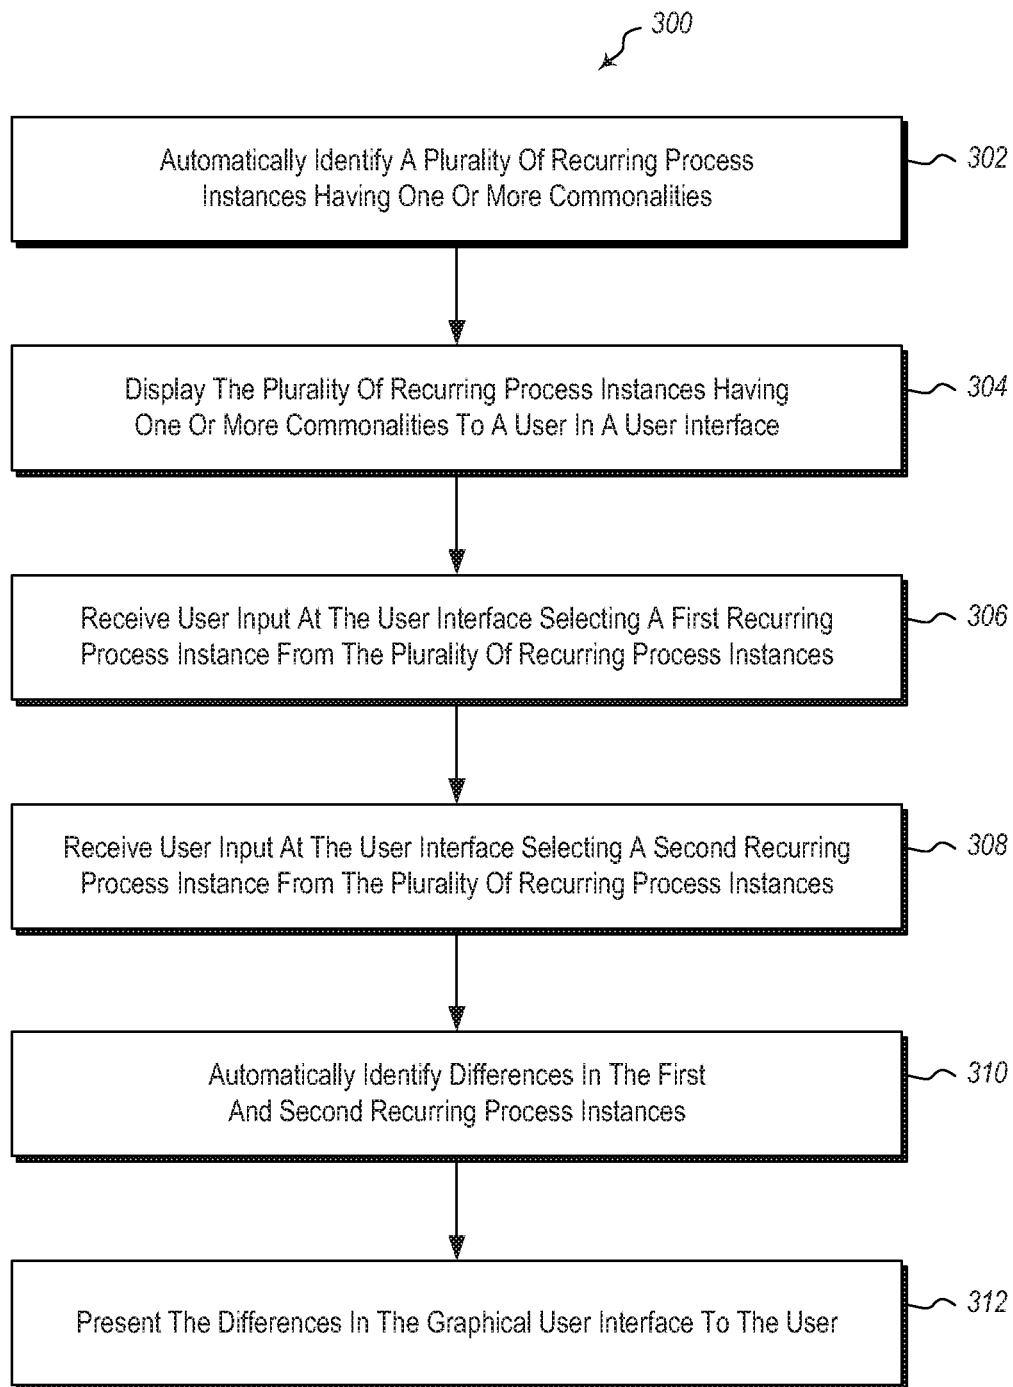 300
Automatically Identify A Plurality Of Recurring Process
Instances Having One Or More Commonalities
302
Display The Plurality Of Recurring Process Instances Having
One Or More Commonalities To A User In A User Interface
304
Receive User Input At The User Interface Selecting A First Recurring
Process Instance From The Plurality Of Recurring Process Instances
306
Receive User Input At The User Interface Selecting A Second Recurring
Process Instance From The Plurality Of Recurring Process Instances
308
Automatically Identify Differences In The First
And Second Recurring Process Instances
310
Present The Differences In The Graphical User Interface To The User
312